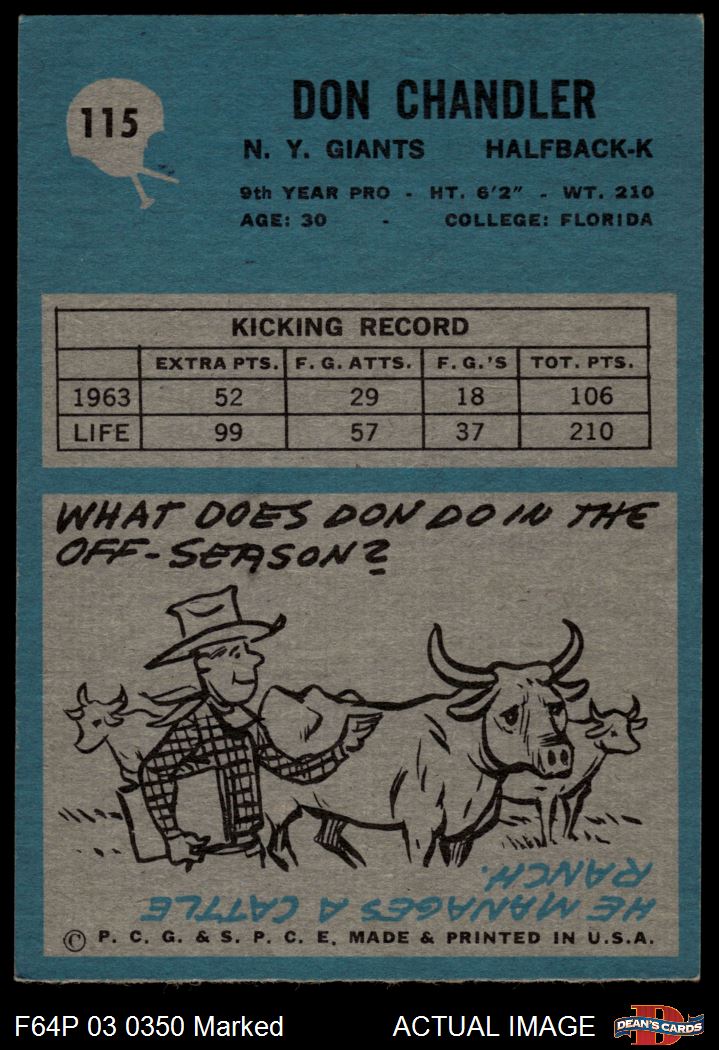 115
DON CHANDLER
N. Y. GIANTS HALFBACK-K
9th YEAR PRO - HT. 6'2" - WT. 210
AGE: 30 - COLLEGE: FLORIDA
KICKING RECORD
EXTRA PTS. F. G. ATTS. F. G.'S TOT. PTS.
1963 52 29 18 106
LIFE 99 57 37 210
WHAT DOES DON DO IN THE
OFF-SEASON?
HE MANAGES A CATTLE
RANCH.
© P. C. G. & S. P. C. E. MADE & PRINTED IN U.S.A.
F64P 03 0350 Marked ACTUAL IMAGE DEAN'S CARDS